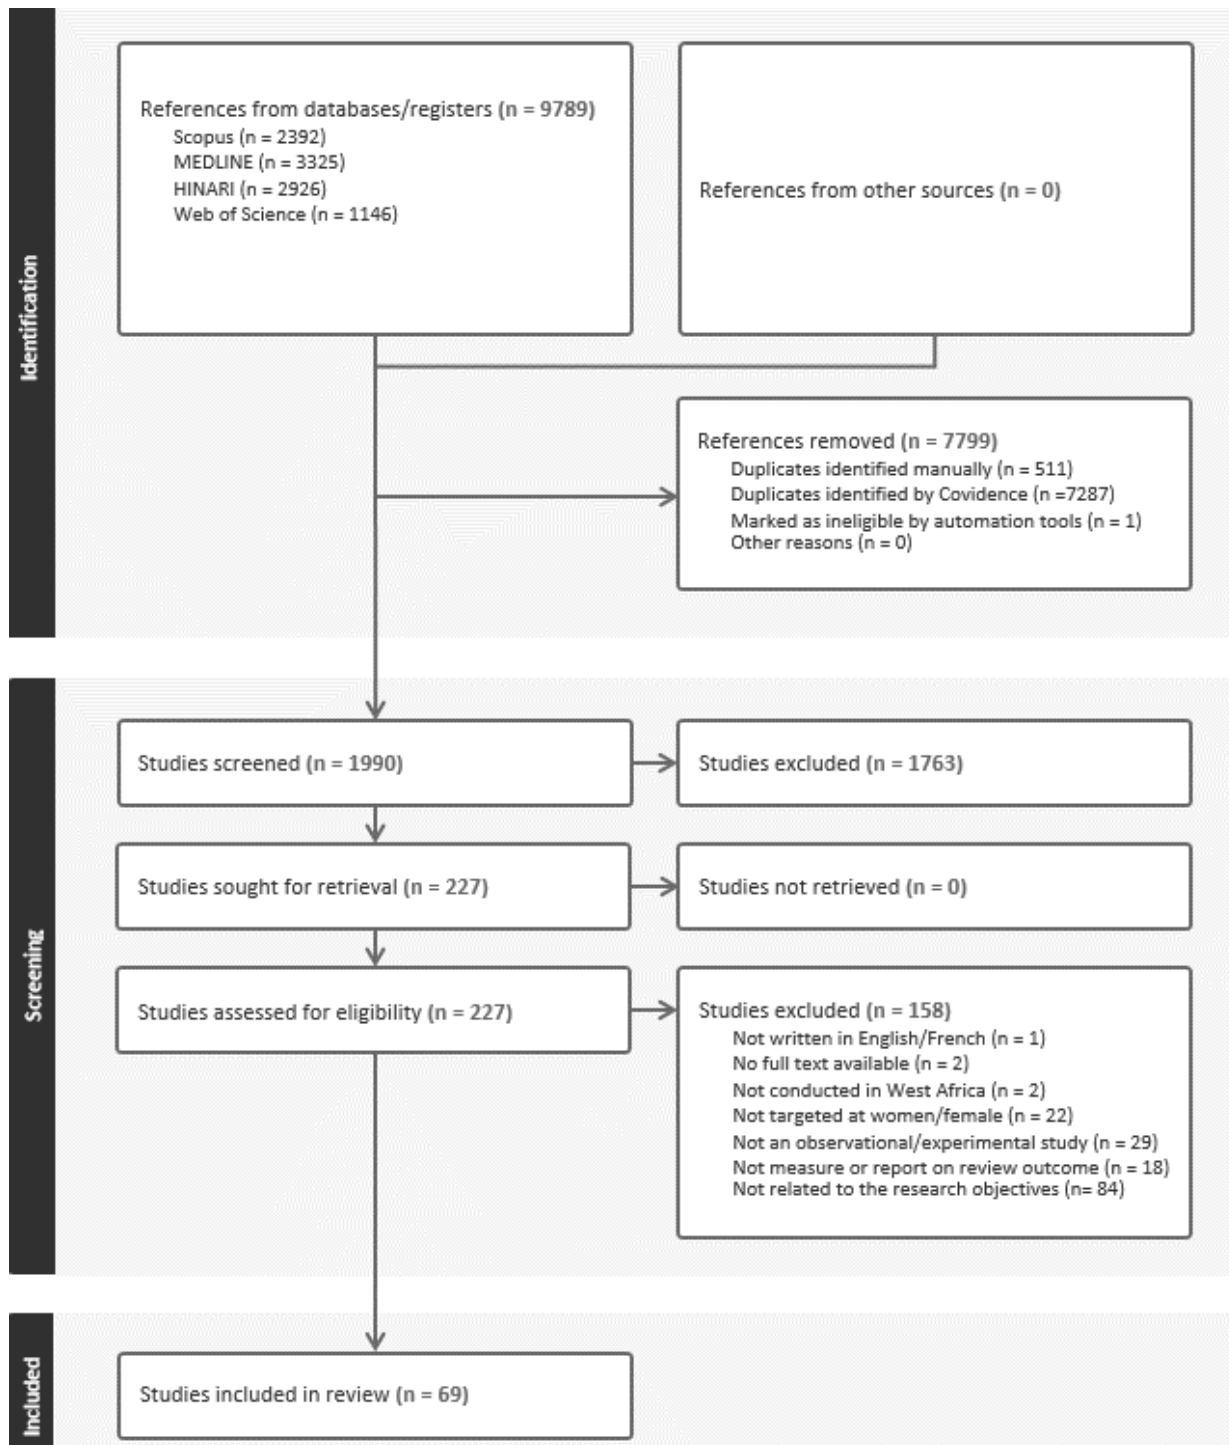 Identification
References from databases/registers (n = 9789)
Scopus (n = 2392)
MEDLINE (n = 3325)
HINARI (n = 2926)
Web of Science (n = 1146)
References from other sources (n = 0)
References removed (n = 7799)
Duplicates identified manually (n = 511)
Duplicates identified by Covidence (n =7287)
Marked as ineligible by automation tools (n = 1)
Other reasons (n = 0)
Screening
Studies screened (n = 1990)
Studies excluded (n = 1763)
Studies sought for retrieval (n = 227)
Studies not retrieved (n = 0)
Studies assessed for eligibility (n = 227)
Studies excluded (n = 158)
Not written in English/French (n = 1)
No full text available (n = 2)
Not conducted in West Africa (n = 2)
Not targeted at women/female (n = 22)
Not an observational/experimental study (n = 29)
Not measure or report on review outcome (n = 18)
Not related to the research objectives (n= 84)
Included
Studies included in review (n = 69)